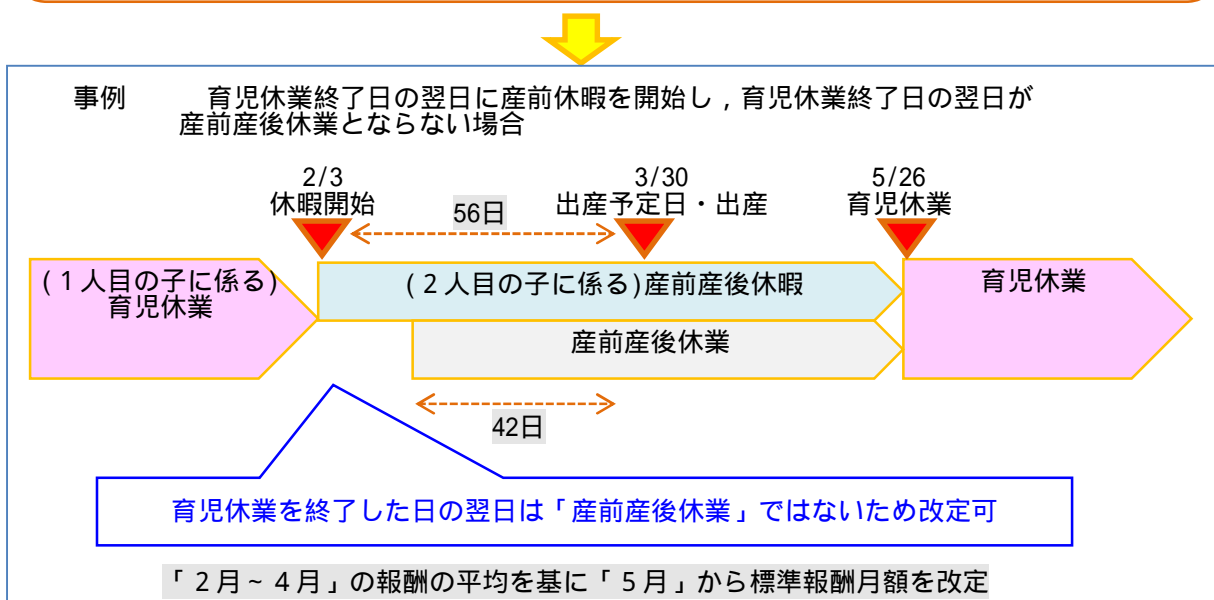 事例　　育児休業終了日の翌日に産前休暇を開始し，育児休業終了日の翌日が
産前産後休業とならない場合
2/3
休暇開始
56日
3/30
出産予定日・出産
5/26
育児休業
(１人目の子に係る)
育児休業
(２人目の子に係る)産前産後休暇
育児休業
産前産後休業
42日
育児休業を終了した日の翌日は「産前産後休業」ではないため改定可
「２月～４月」の報酬の平均を基に「５月」から標準報酬月額を改定